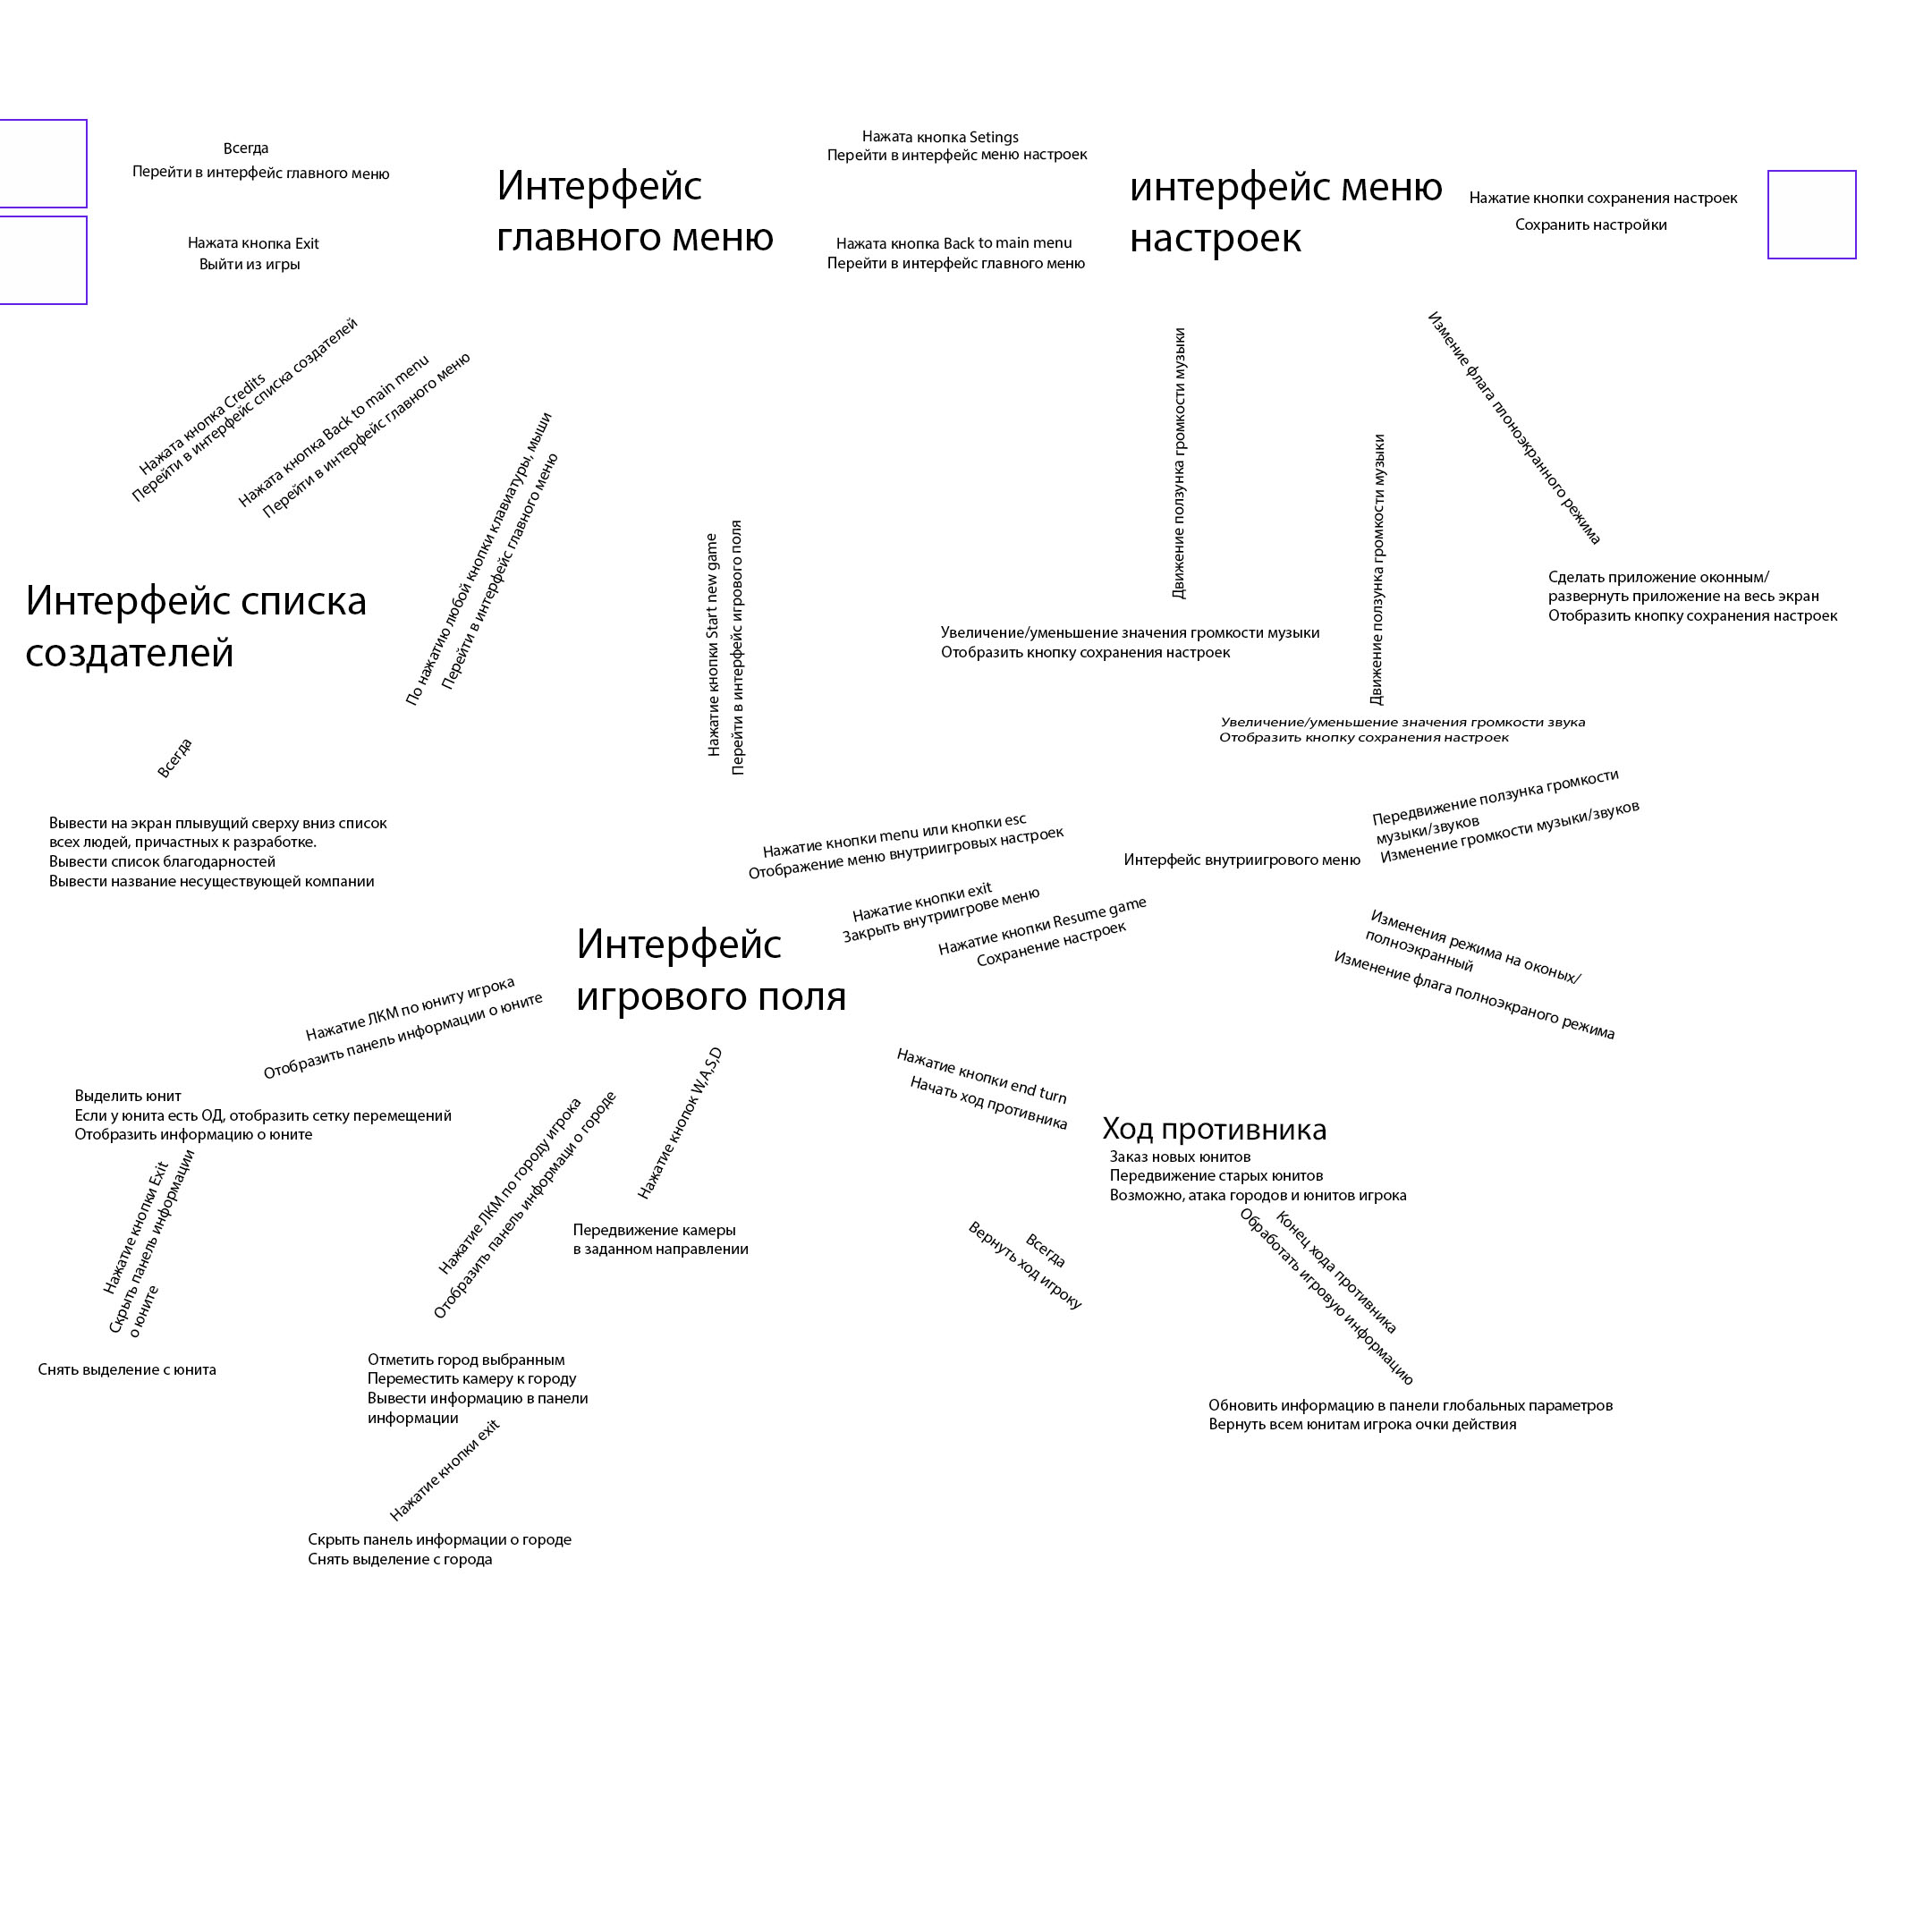 Всегда
Перейти в интерфейс главного меню
Нажата кнопка Exit
Выйти из игры
Интерфейс
главного меню
Нажата кнопка Setings
Перейти в интерфейс меню настроек
Нажата кнопка Back to main menu
Перейти в интерфейс главного меню
интерфейс меню
настроек
Нажатие кнопки сохранения настроек
Сохранить настройки
Нажата кнопка Credits
Перейти в интерфейс списка создателей
Нажата кнопка Back to main menu
Перейти в интерфейс главного меню
По нажатию любой кнопки клавиатуры, мыши
Перейти в интерфейс главного меню
Нажатие кнопки Start new game
Перейти в интерфейс игрового поля
Движение ползунка громкости музыки
Движение ползунка громкости музыки
Измение флага плоноэкранного режима
Сделать приложение оконным/
развернуть приложение на весь экран
Отобразить кнопку сохранения настроек
Интерфейс списка
создателей
Увеличение/уменьшение значения громкости музыки
Отобразить кнопку сохранения настроек
Увеличение/уменьшение значения громкости звука
Отобразить кнопку сохранения настроек
Всегда
Вывести на экран плывущий сверху вниз список
всех людей, причастных к разработке.
Вывести список благодарностей
Вывести название несуществующей компании
Нажатие кнопки menu или кнопки esc
Отображение меню внутриигровых настроек
Интерфейс внутриигрового меню
Передвижение ползунка громкости
музыки/звуков
Изменение громкости музыки/звуков
Нажатие кнопки exit
Закрыть внутриигрове меню
Нажатие кнопки Resume game
Сохранение настроек
Изменения режима на оконых/
полноэкранный
Изменение флага полноэкраного режима
Интерфейс
игрового поля
Нажатие ЛКМ по юниту игрока
Отобразить панель информации о юните
Выделить юнит
Если у юнита есть ОД, отобразить сетку перемещений
Отобразить информацию о юните
Нажатие кнопки Exit
Скрыть панель информации
о юните
Снять выделение с юнита
Нажатие ЛКМ по городу игрока
Отобразить панель информаци о городе
Нажатие кнопок W,A,S,D
Передвижение камеры
в заданном направлении
Нажатие кнопки end turn
Начать ход противника
Ход противника
Заказ новых юнитов
Передвижение старых юнитов
Возможно, атака городов и юнитов игрока
Всегда
Вернуть ход игроку
Конец хода противника
Обработать игровую информацию
Отметить город выбранным
Переместить камеру к городу
Вывести информацию в панели
информации
Нажатие кнопки exit
Скрыть панель информации о городе
Снять выделение с города
Обновить информацию в панели глобальных параметров
Вернуть всем юнитам игрока очки действия